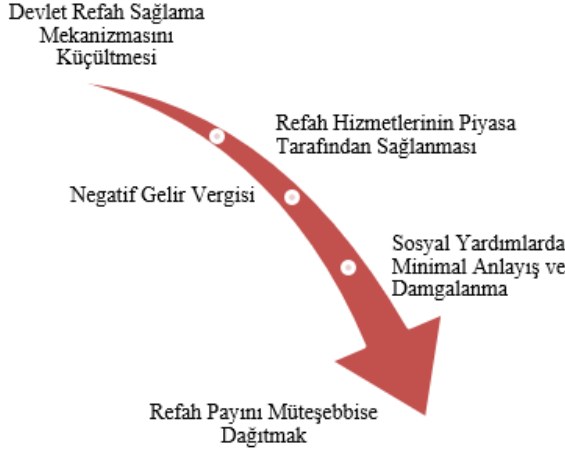 Devlet Refah Sağlama
Mekanizmasını
Küçültmesi
Refah Hizmetlerinin Piyasa
Tarafından Sağlanması
Negatif Gelir Vergisi
Sosyal Yardımlarda
Minimal Anlayış ve
Damgalanma
Refah Payını Müteşebbise
Dağıtmak